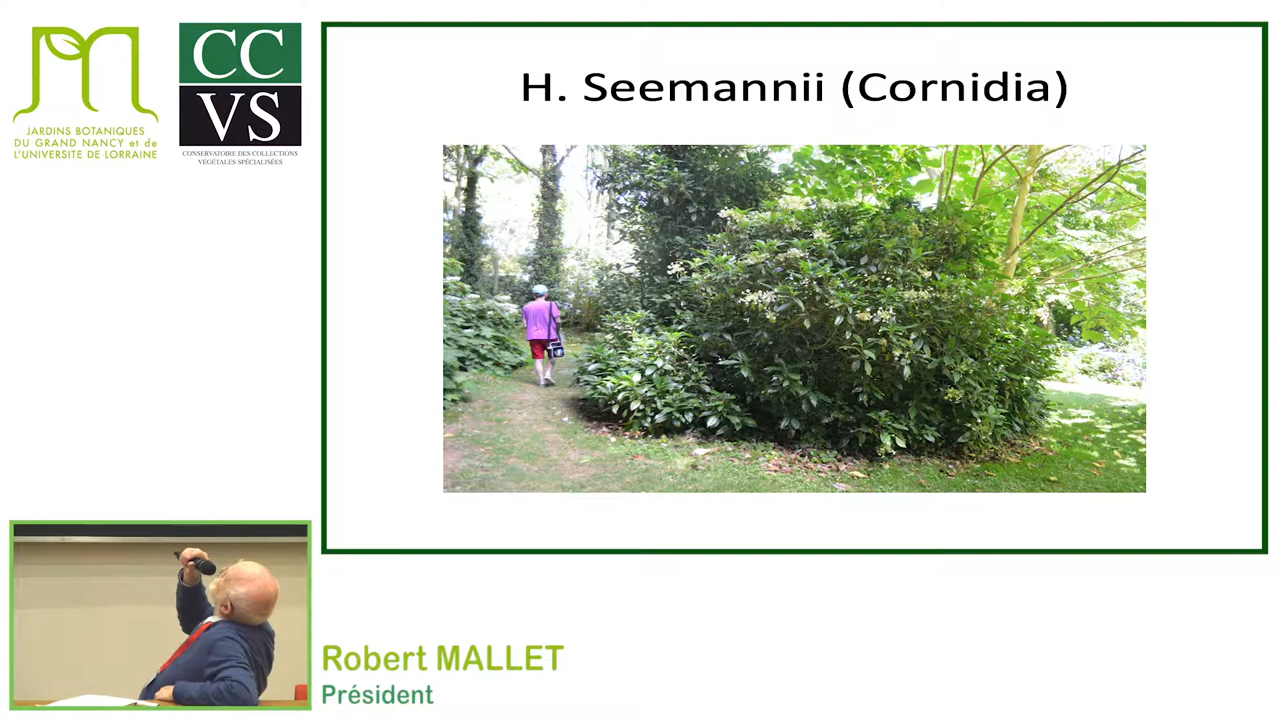 JARDINS BOTANIQUES
DU GRAND NANCY et de
L'UNIVERSITE DE LORRAINE
CC
VS
CONSERVATOIRE DES COLLECTIONS
VÉGÉTALES SPÉCIALISÉES
H. Seemannii (Cornidia)
Robert MALLET
Président